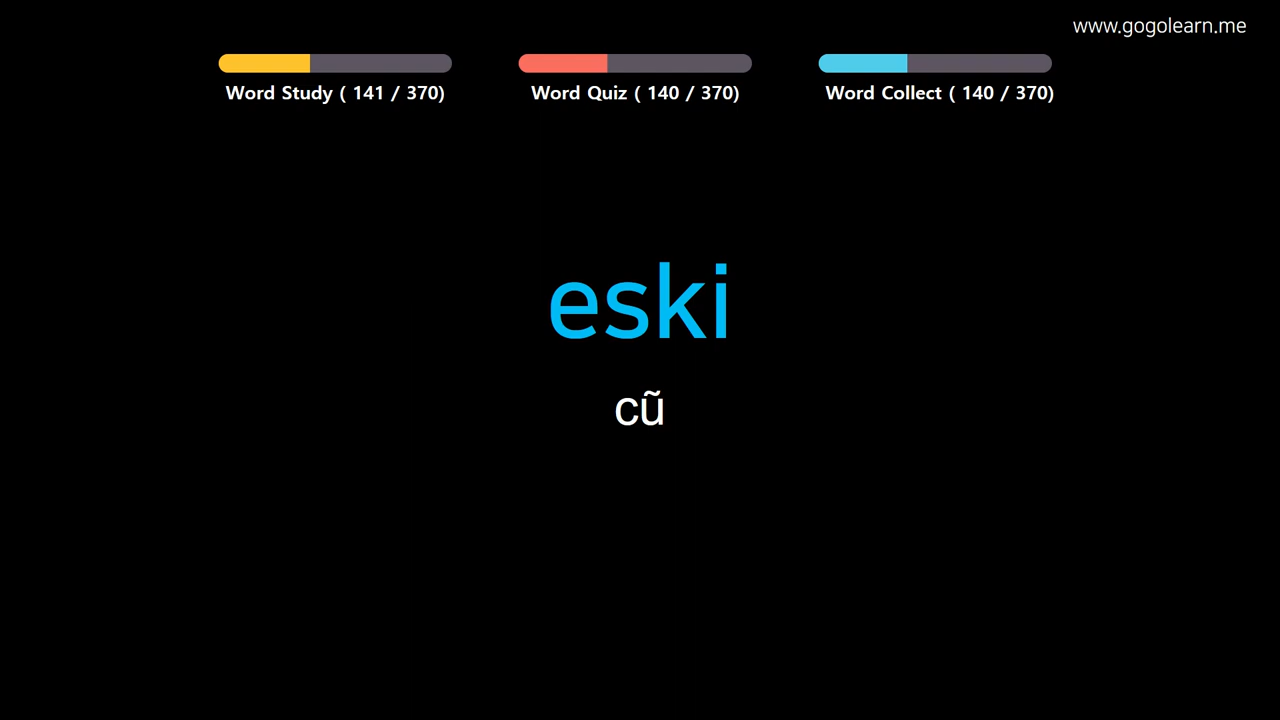 www.gogolearn.me
Word Study ( 141 / 370)
Word Quiz ( 140 / 370)
Word Collect ( 140 / 370)
eski
cũ